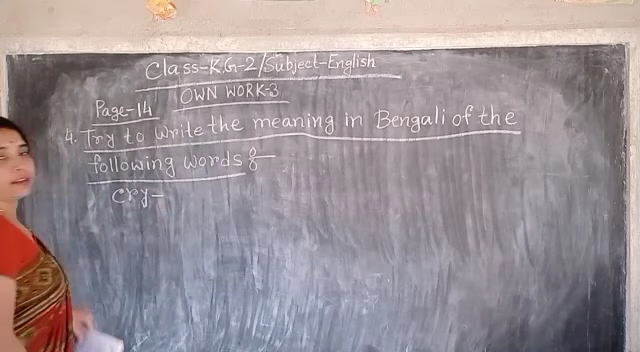 Class-K.G-2/Subject-English
OWN WORK-3
Page-14
4. Try to write the meaning in Bengali of the
following words :-
Cry-